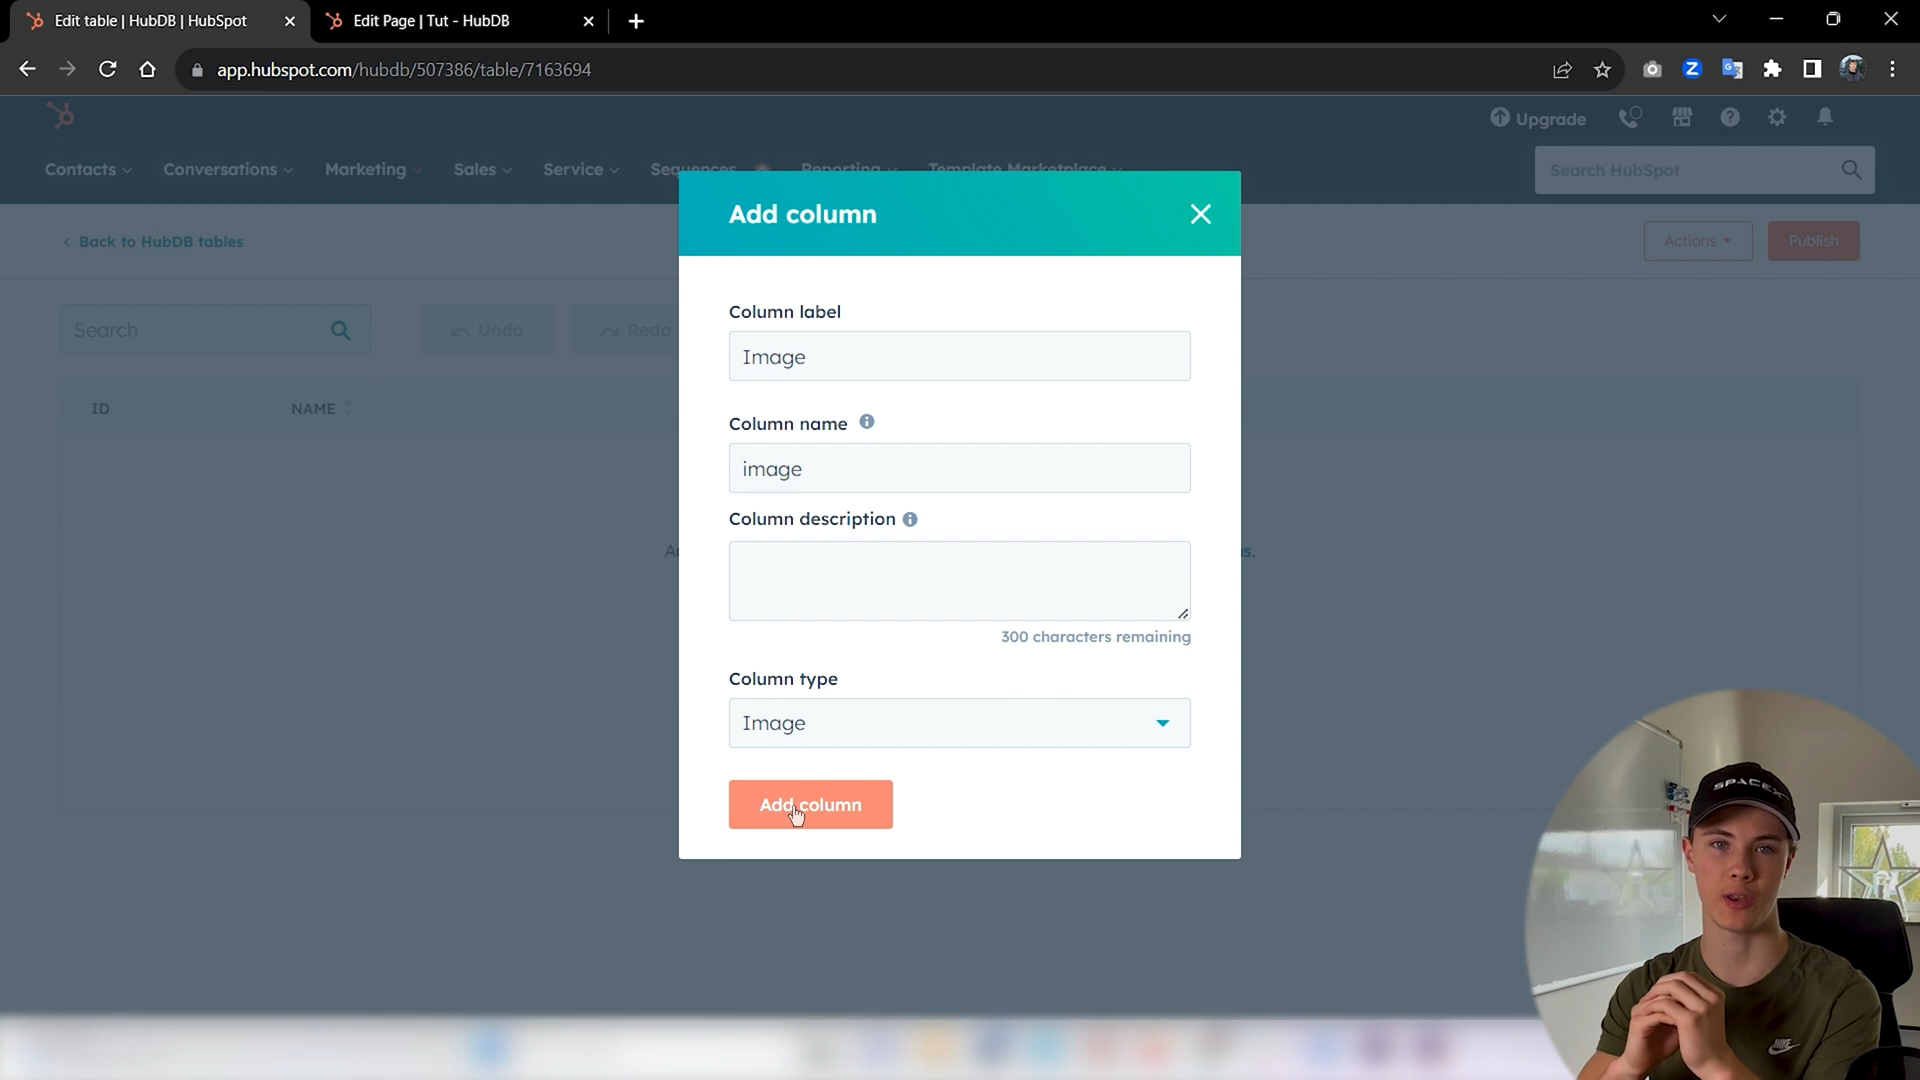 Edit table | HubDB | HubSpot
Edit Page | Tut - HubDB
app.hubspot.com/hubdb/507386/table/7163694
Upgrade
Contacts
Conversations
Marketing
Sales
Service
Sequences
Reporting
Template Marketplace
Search HubSpot
Add column
Back to HubDB tables
Actions
Publish
Column label
Image
Search
Undo
Redo
ID
NAME
Column name
image
Column description
300 characters remaining
Column type
Image
Add column
SPACEX
NIKE